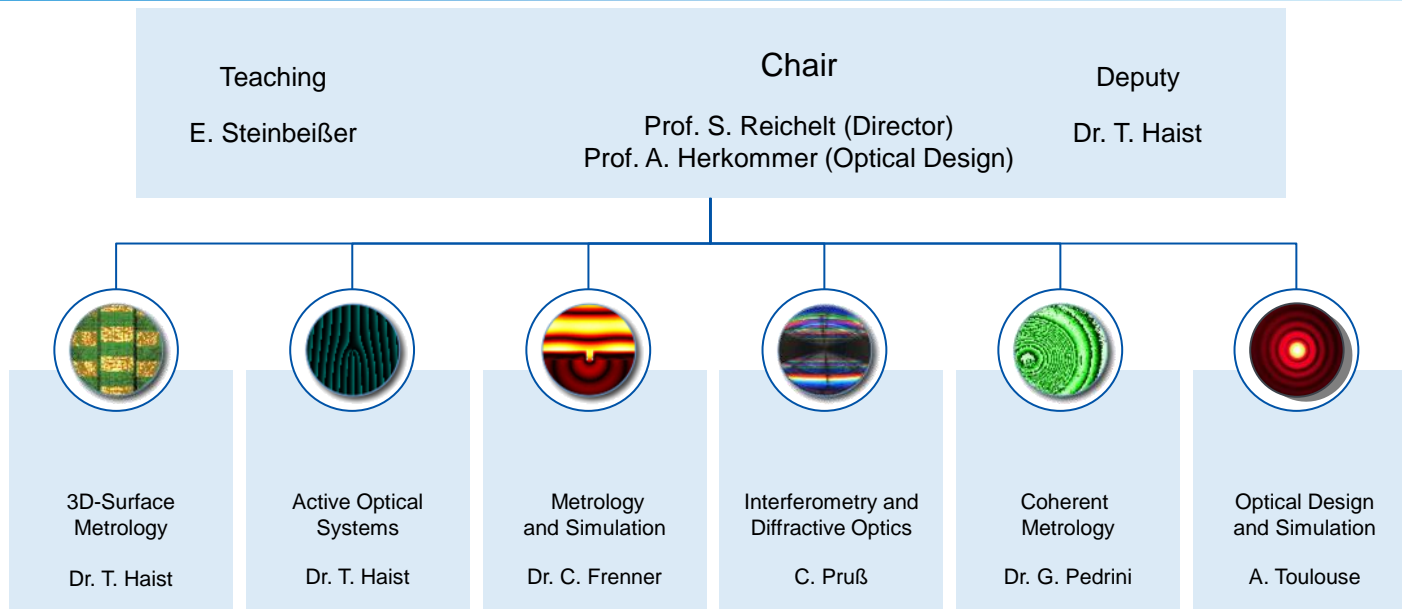 Teaching
E. Steinbeißer
Chair
Prof. S. Reichelt (Director)
Prof. A. Herkommer (Optical Design)
Deputy
Dr. T. Haist
3D-Surface
Metrology
Dr. T. Haist
Active Optical
Systems
Dr. T. Haist
Metrology
and Simulation
Dr. C. Frenner
Interferometry and
Diffractive Optics
C. Pruß
Coherent
Metrology
Dr. G. Pedrini
Optical Design
and Simulation
A. Toulouse